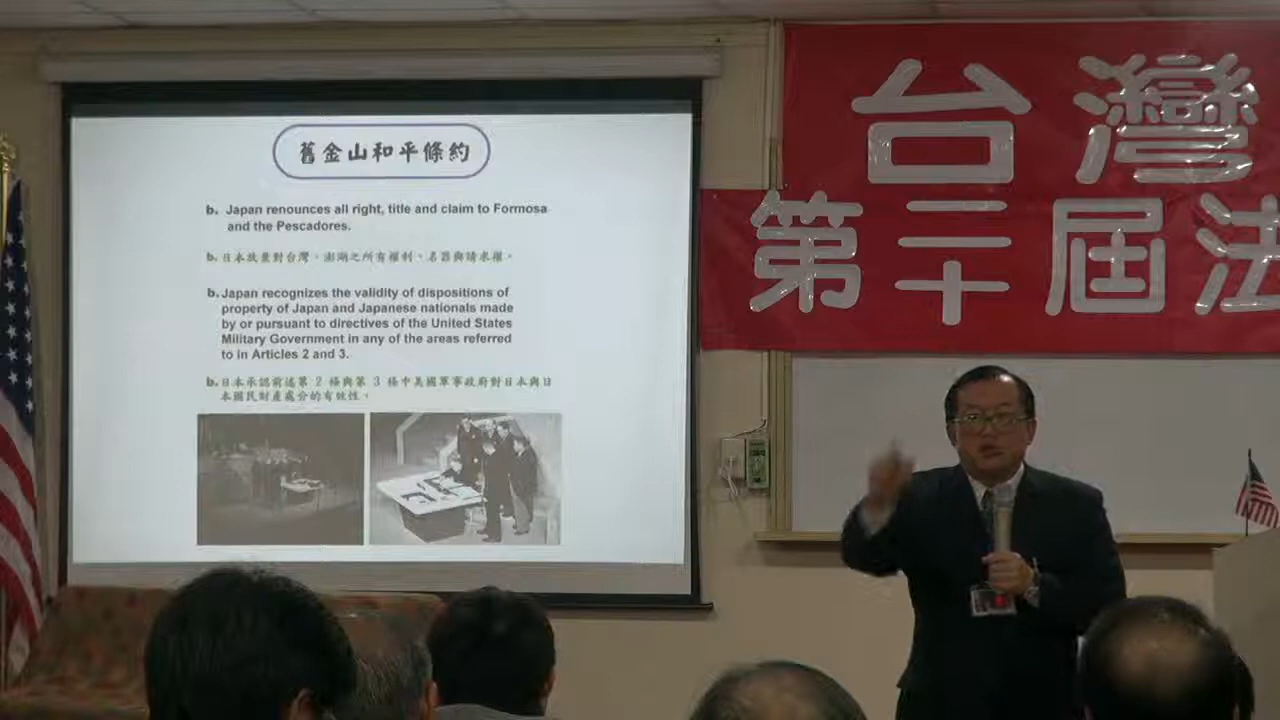 舊金山和平條約
b. Japan renounces all right, title and claim to Formosa
and the Pescadores.
b. 日本放棄對台灣、澎湖之所有權利、名器與請求權。
b. Japan recognizes the validity of dispositions of
property of Japan and Japanese nationals made
by or pursuant to directives of the United States
Military Government in any of the areas referred
to in Articles 2 and 3.
b. 日本承認前述第 2 條與第 3 條中美國軍事政府對日本與日
本國民財產處分的有效性。
台灣
第二十屆法